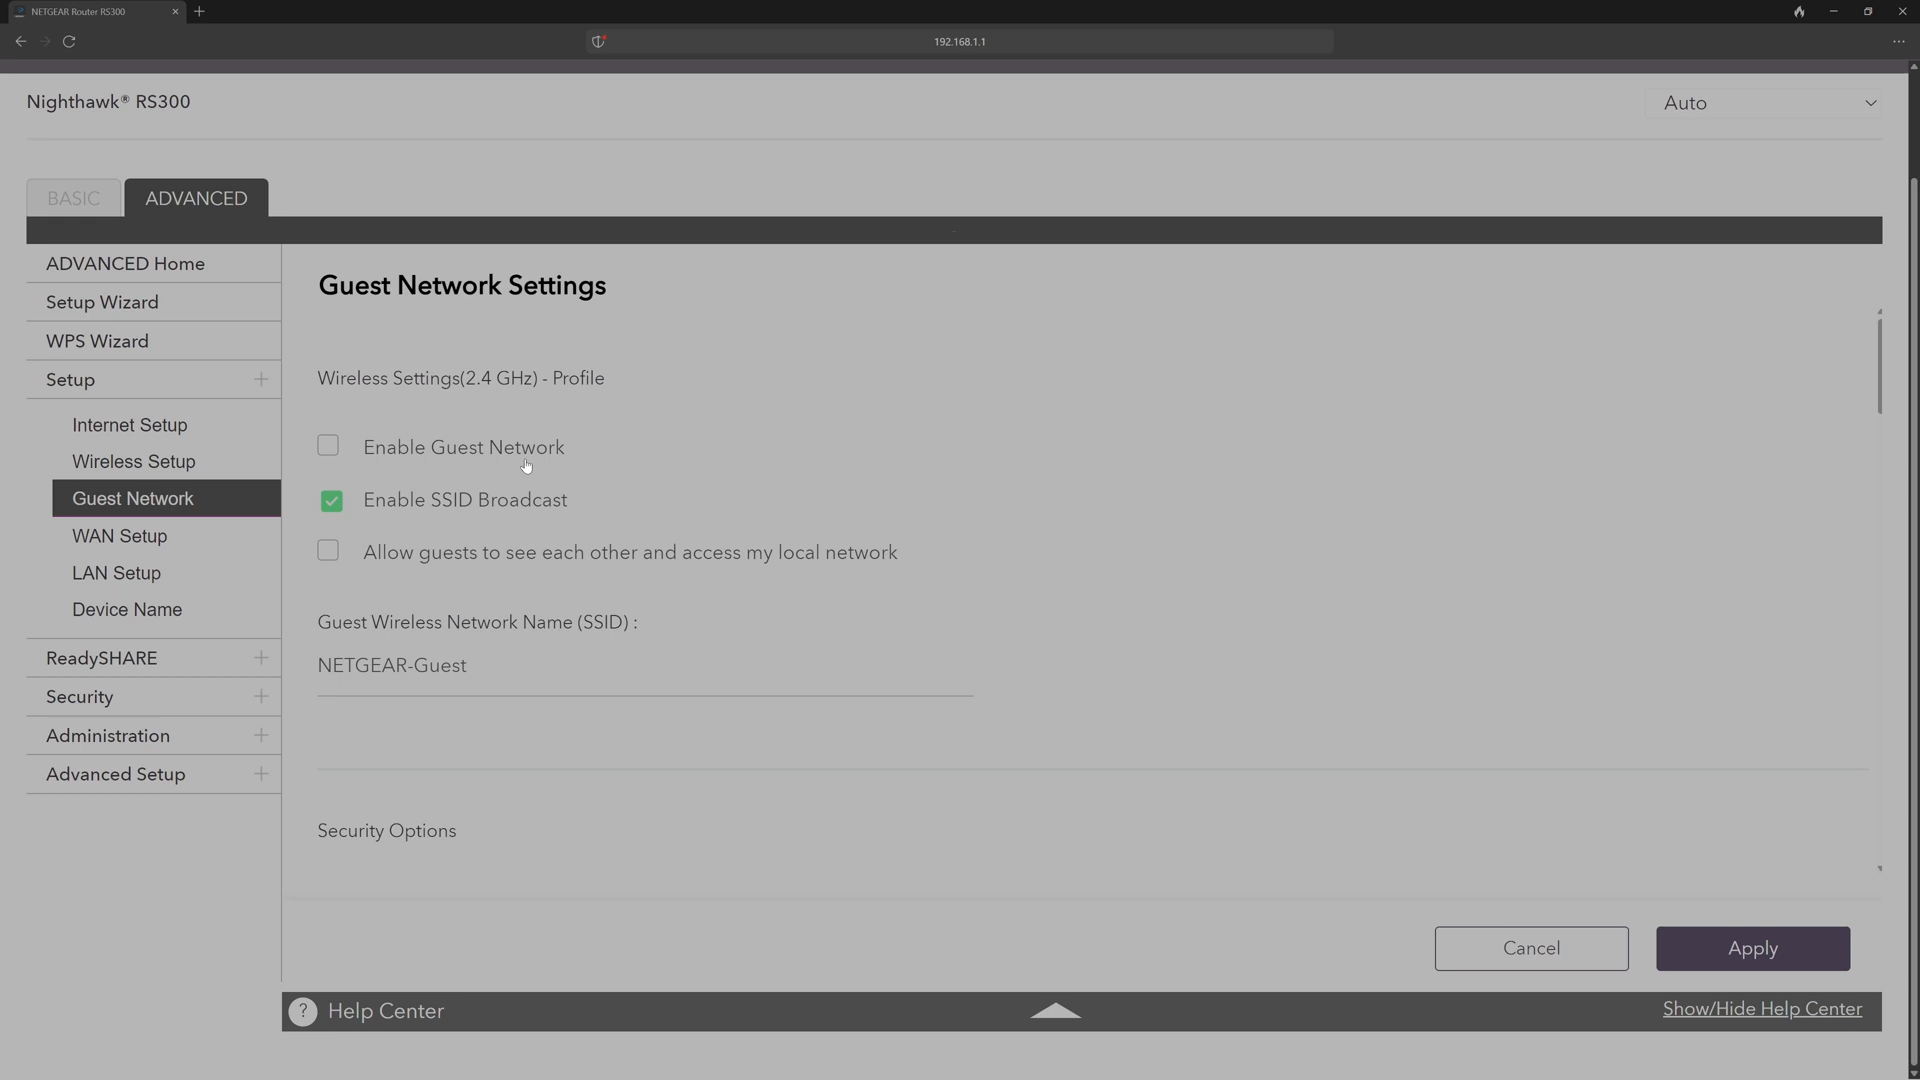 NETGEAR Router RS300
192.168.1.1
Nighthawk® RS300
Auto
BASIC
ADVANCED
ADVANCED Home
Setup Wizard
WPS Wizard
Setup
Internet Setup
Wireless Setup
Guest Network
WAN Setup
LAN Setup
Device Name
ReadySHARE
Security
Administration
Advanced Setup
Guest Network Settings
Wireless Settings(2.4 GHz) - Profile
Enable Guest Network
Enable SSID Broadcast
Allow guests to see each other and access my local network
Guest Wireless Network Name (SSID) :
NETGEAR-Guest
Security Options
Cancel
Apply
? Help Center
Show/Hide Help Center